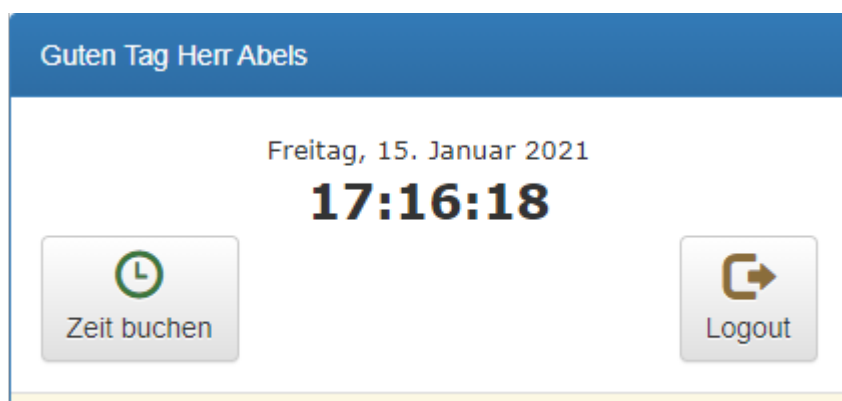 Guten Tag Herr Abels
Freitag, 15. Januar 2021
17:16:18
Zeit buchen
Logout